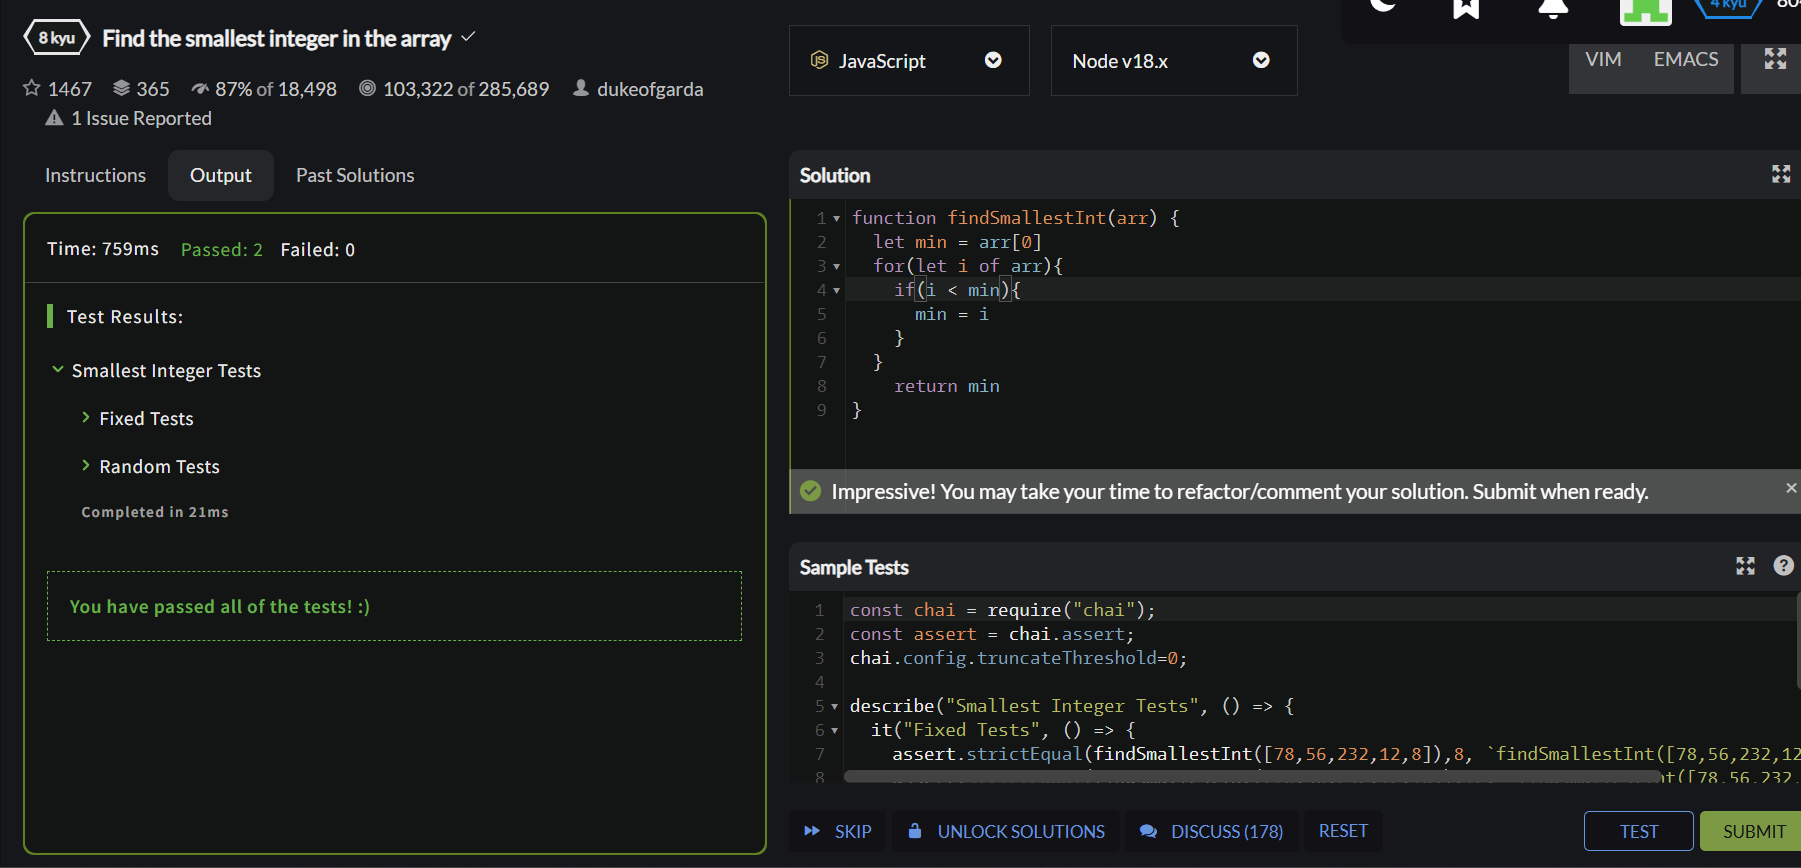 8 kyu Find the smallest integer in the array
1467 365 87% of 18,498 103,322 of 285,689 dukeofgarda
1 Issue Reported
JavaScript
Node v18.x
4 kyu
VIM EMACS
Instructions Output Past Solutions
Time: 759ms Passed: 2 Failed: 0
Test Results:
Smallest Integer Tests
Fixed Tests
Random Tests
Completed in 21ms
You have passed all of the tests! :)
Solution
1 function findSmallestInt(arr) {
2 let min = arr[0]
3 for(let i of arr){
4 if(i < min){
5 min = i
6 }
7 }
8 return min
9 }
Impressive! You may take your time to refactor/comment your solution. Submit when ready.
Sample Tests
1 const chai = require("chai");
2 const assert = chai.assert;
3 chai.config.truncateThreshold=0;
4
5 describe("Smallest Integer Tests", () => {
6 it("Fixed Tests", () => {
7 assert.strictEqual(findSmallestInt([78,56,232,12,8]),8, `findSmallestInt([78,56,232,12
8
SKIP UNLOCK SOLUTIONS DISCUSS (178) RESET
TEST SUBMIT